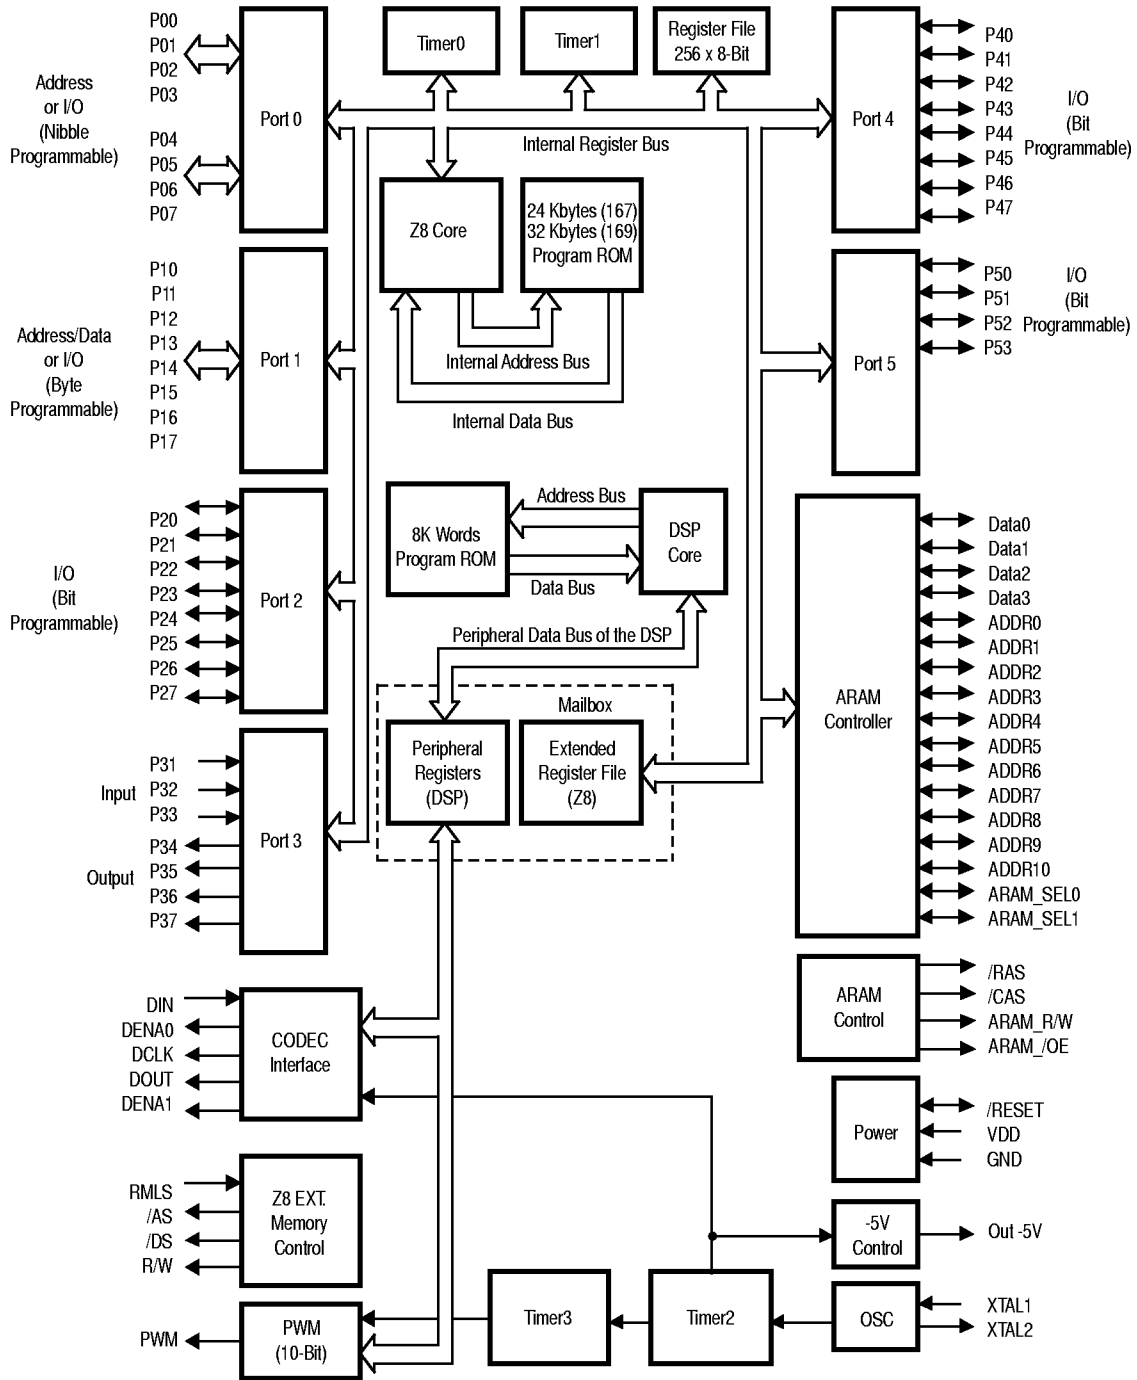 P00
P01
P02
P03
Address
or I/O
(Nibble
Programmable)
P04
P05
P06
P07
Port 0
Timer0
Timer1
Register File
256 x 8-Bit
Internal Register Bus
Port 4
P40
P41
P42
P43
P44
P45
P46
P47
I/O
(Bit
Programmable)
Z8 Core
24 Kbytes (167)
32 Kbytes (169)
Program ROM
Internal Address Bus
Internal Data Bus
P10
P11
P12
P13
P14
P15
P16
P17
Address/Data
or I/O
(Byte
Programmable)
Port 1
Port 5
P50
P51
P52
P53
I/O
(Bit
Programmable)
P20
P21
P22
P23
P24
P25
P26
P27
I/O
(Bit
Programmable)
Port 2
8K Words
Program ROM
Address Bus
Data Bus
DSP
Core
Peripheral Data Bus of the DSP
Mailbox
Peripheral
Registers
(DSP)
Extended
Register File
(Z8)
ARAM
Controller
Data0
Data1
Data2
Data3
ADDR0
ADDR1
ADDR2
ADDR3
ADDR4
ADDR5
ADDR6
ADDR7
ADDR8
ADDR9
ADDR10
ARAM_SEL0
ARAM_SEL1
Input
P31
P32
P33
Output
P34
P35
P36
P37
Port 3
ARAM
Control
/RAS
/CAS
ARAM_R/W
ARAM_/OE
DIN
DENA0
DCLK
DOUT
DENA1
CODEC
Interface
Power
/RESET
VDD
GND
RMLS
/AS
/DS
R/W
Z8 EXT.
Memory
Control
-5V
Control
Out -5V
PWM
PWM
(10-Bit)
Timer3
Timer2
OSC
XTAL1
XTAL2